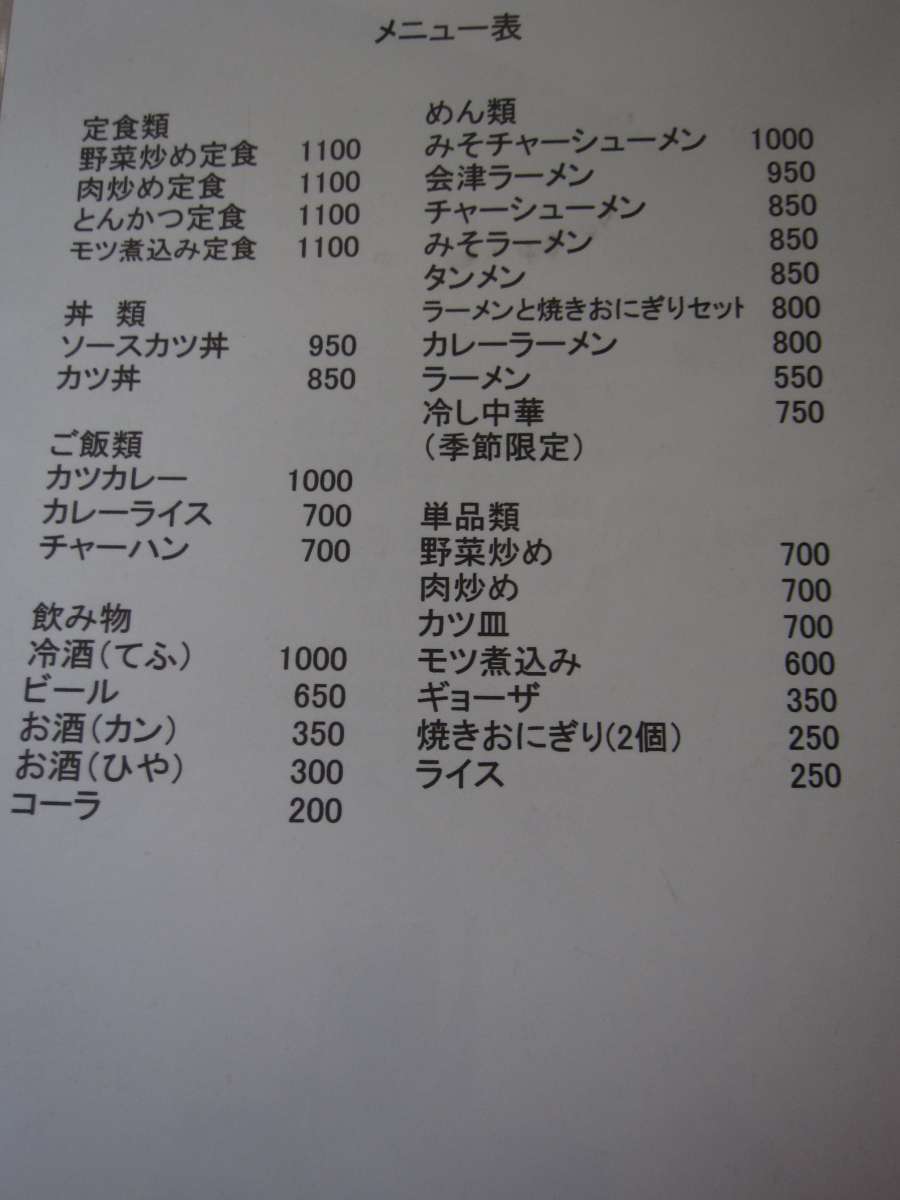 メニュー表
定食類
野菜炒め定食 1100
肉炒め定食 1100
とんかつ定食 1100
モツ煮込み定食 1100
丼 類
ソースカツ丼 950
カツ丼 850
ご飯類
カツカレー 1000
カレーライス 700
チャーハン 700
飲み物
冷酒(てふ) 1000
ビール 650
お酒(カン) 350
お酒(ひや) 300
コーラ 200
めん類
みそチャーシューメン 1000
会津ラーメン 950
チャーシューメン 850
みそラーメン 850
タンメン 850
ラーメンと焼きおにぎりセット 800
カレーラーメン 800
ラーメン 550
冷し中華 750
(季節限定)
単品類
野菜炒め 700
肉炒め 700
カツ皿 700
モツ煮込み 600
ギョーザ 350
焼きおにぎり(2個) 250
ライス 250